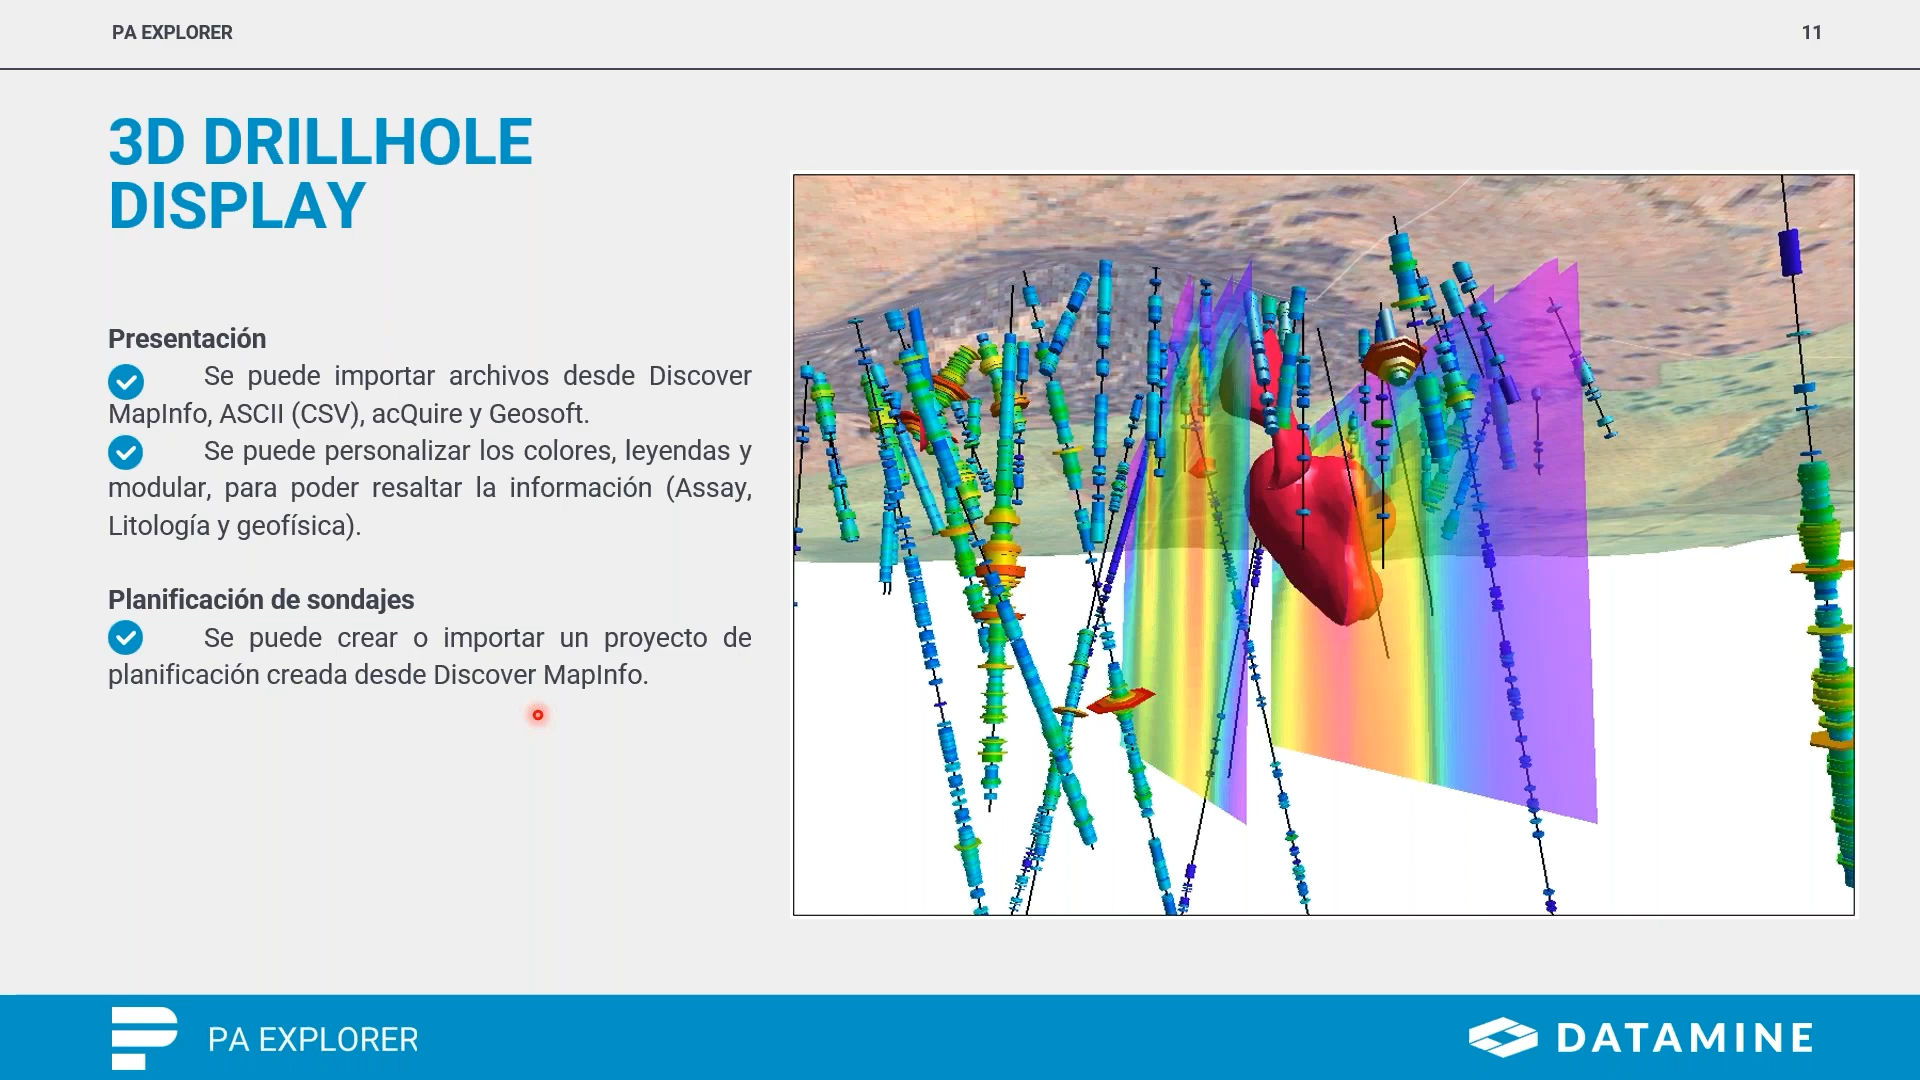 PA EXPLORER
11
3D DRILLHOLE
DISPLAY
Presentación
Se puede importar archivos desde Discover
MapInfo, ASCII (CSV), acQuire y Geosoft.
Se puede personalizar los colores, leyendas y
modular, para poder resaltar la información (Assay,
Litología y geofísica).
Planificación de sondajes
Se puede crear o importar un proyecto de
planificación creada desde Discover MapInfo.
PA EXPLORER
DATAMINE